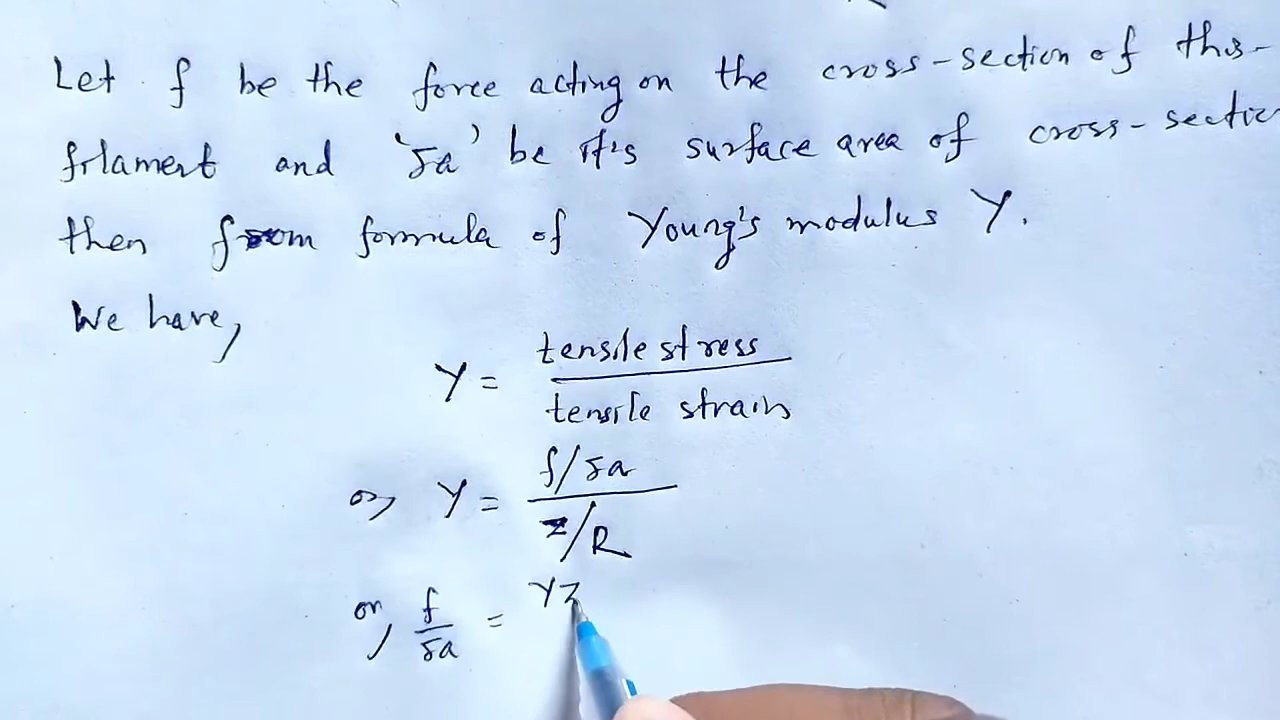 Let f be the force acting on the cross-section of this-
filament and 'δa' be it's surface area of cross-sectio
then from formula of Young's modulus Y.
We have,
Y = tensile stress / tensile strain
or, Y = f/δa / z/R
or, f/δa = Yz